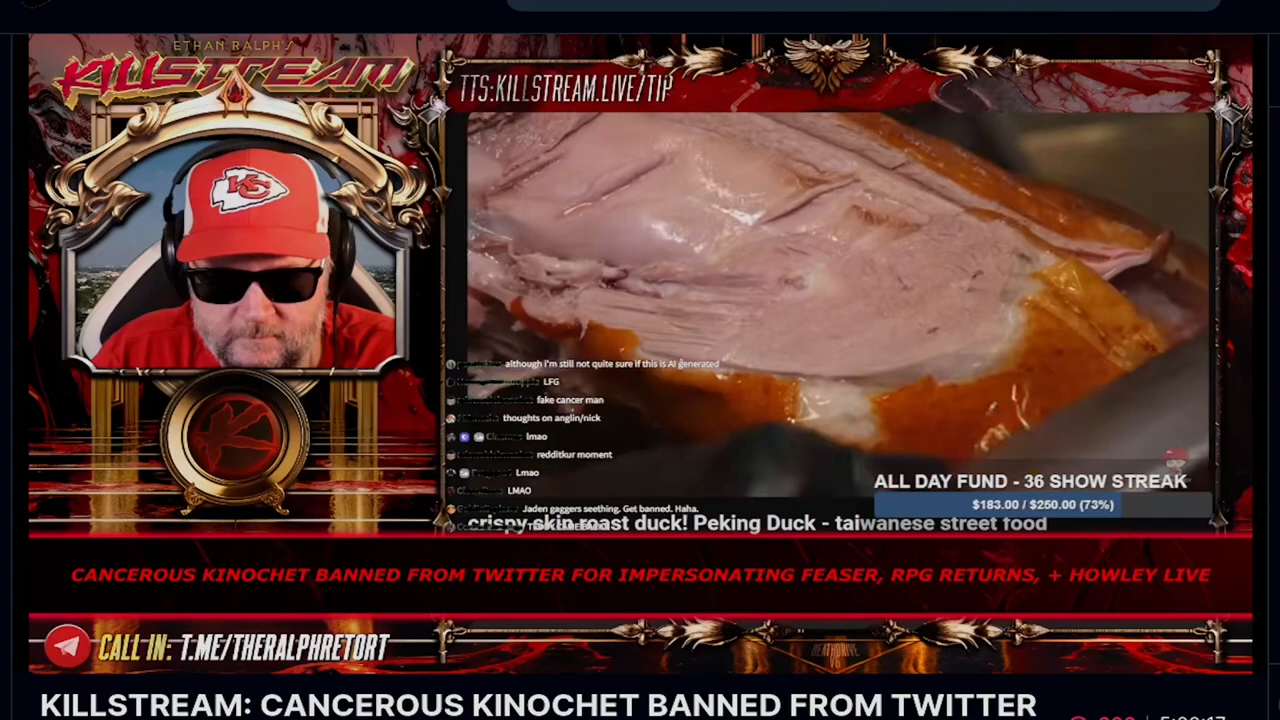 ETHAN RALPH'S
KILLSTREAM
TTS:KILLSTREAM.LIVE/TIP
KC
although i'm still not quite sure if this is AI generated
LFG
fake cancer man
thoughts on anglin/nick
lmao
redditkur moment
Lmao
LMAO
Jaden gaggers seething. Get banned. Haha.
ALL DAY FUND - 36 SHOW STREAK
$183.00 / $250.00 (73%)
crispy skin roast duck! Peking Duck - taiwanese street food
CANCEROUS KINOCHET BANNED FROM TWITTER FOR IMPERSONATING FEASER, RPG RETURNS, + HOWLEY LIVE
CALL IN: T.ME/THERALPHRETORT
KILLSTREAM: CANCEROUS KINOCHET BANNED FROM TWITTER